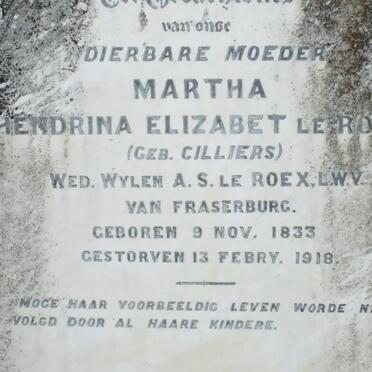 van onze
DIERBARE MOEDER
MARTHA
HENDRINA ELIZABET LE RO
(GEB. CILLIERS)
WED. WYLEN A. S. LE ROEX, L.W.V.
VAN FRASERBURG.
GEBOREN 9 NOV. 1833
GESTORVEN 13 FEBRY. 1918.
MOGE HAAR VOORBEELDIG LEVEN WORDE N
VOLGD DOOR AL HAARE KINDERE.